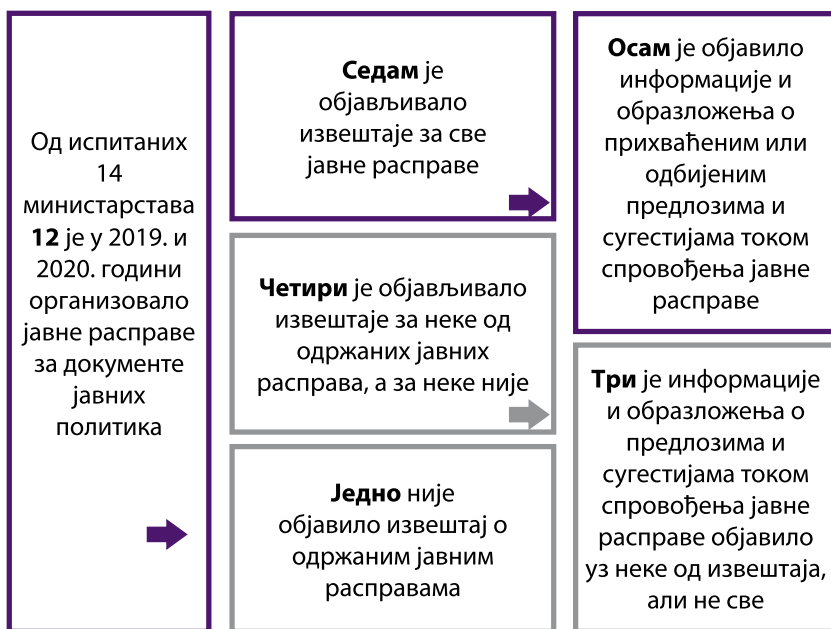 Од испитаних
14
министарстава
12 је у 2019. и
2020. години
организовало
јавне расправе
за документе
јавних
политика
Седам је
објављивало
извештаје за све
јавне расправе
Четири је објављивало
извештаје за неке од
одржаних јавних
расправа, а за неке није
Једно није
објавило извештај о
одржаним јавним
расправама
Осам је објавило
информације и
образложења о
прихваћеним или
одбијеним
предлозима и
сугестијама током
спровођења јавне
расправе
Три је информације
и образложења о
предлозима и
сугестијама током
спровођења јавне
расправе објавило
уз неке од извештаја,
али не све